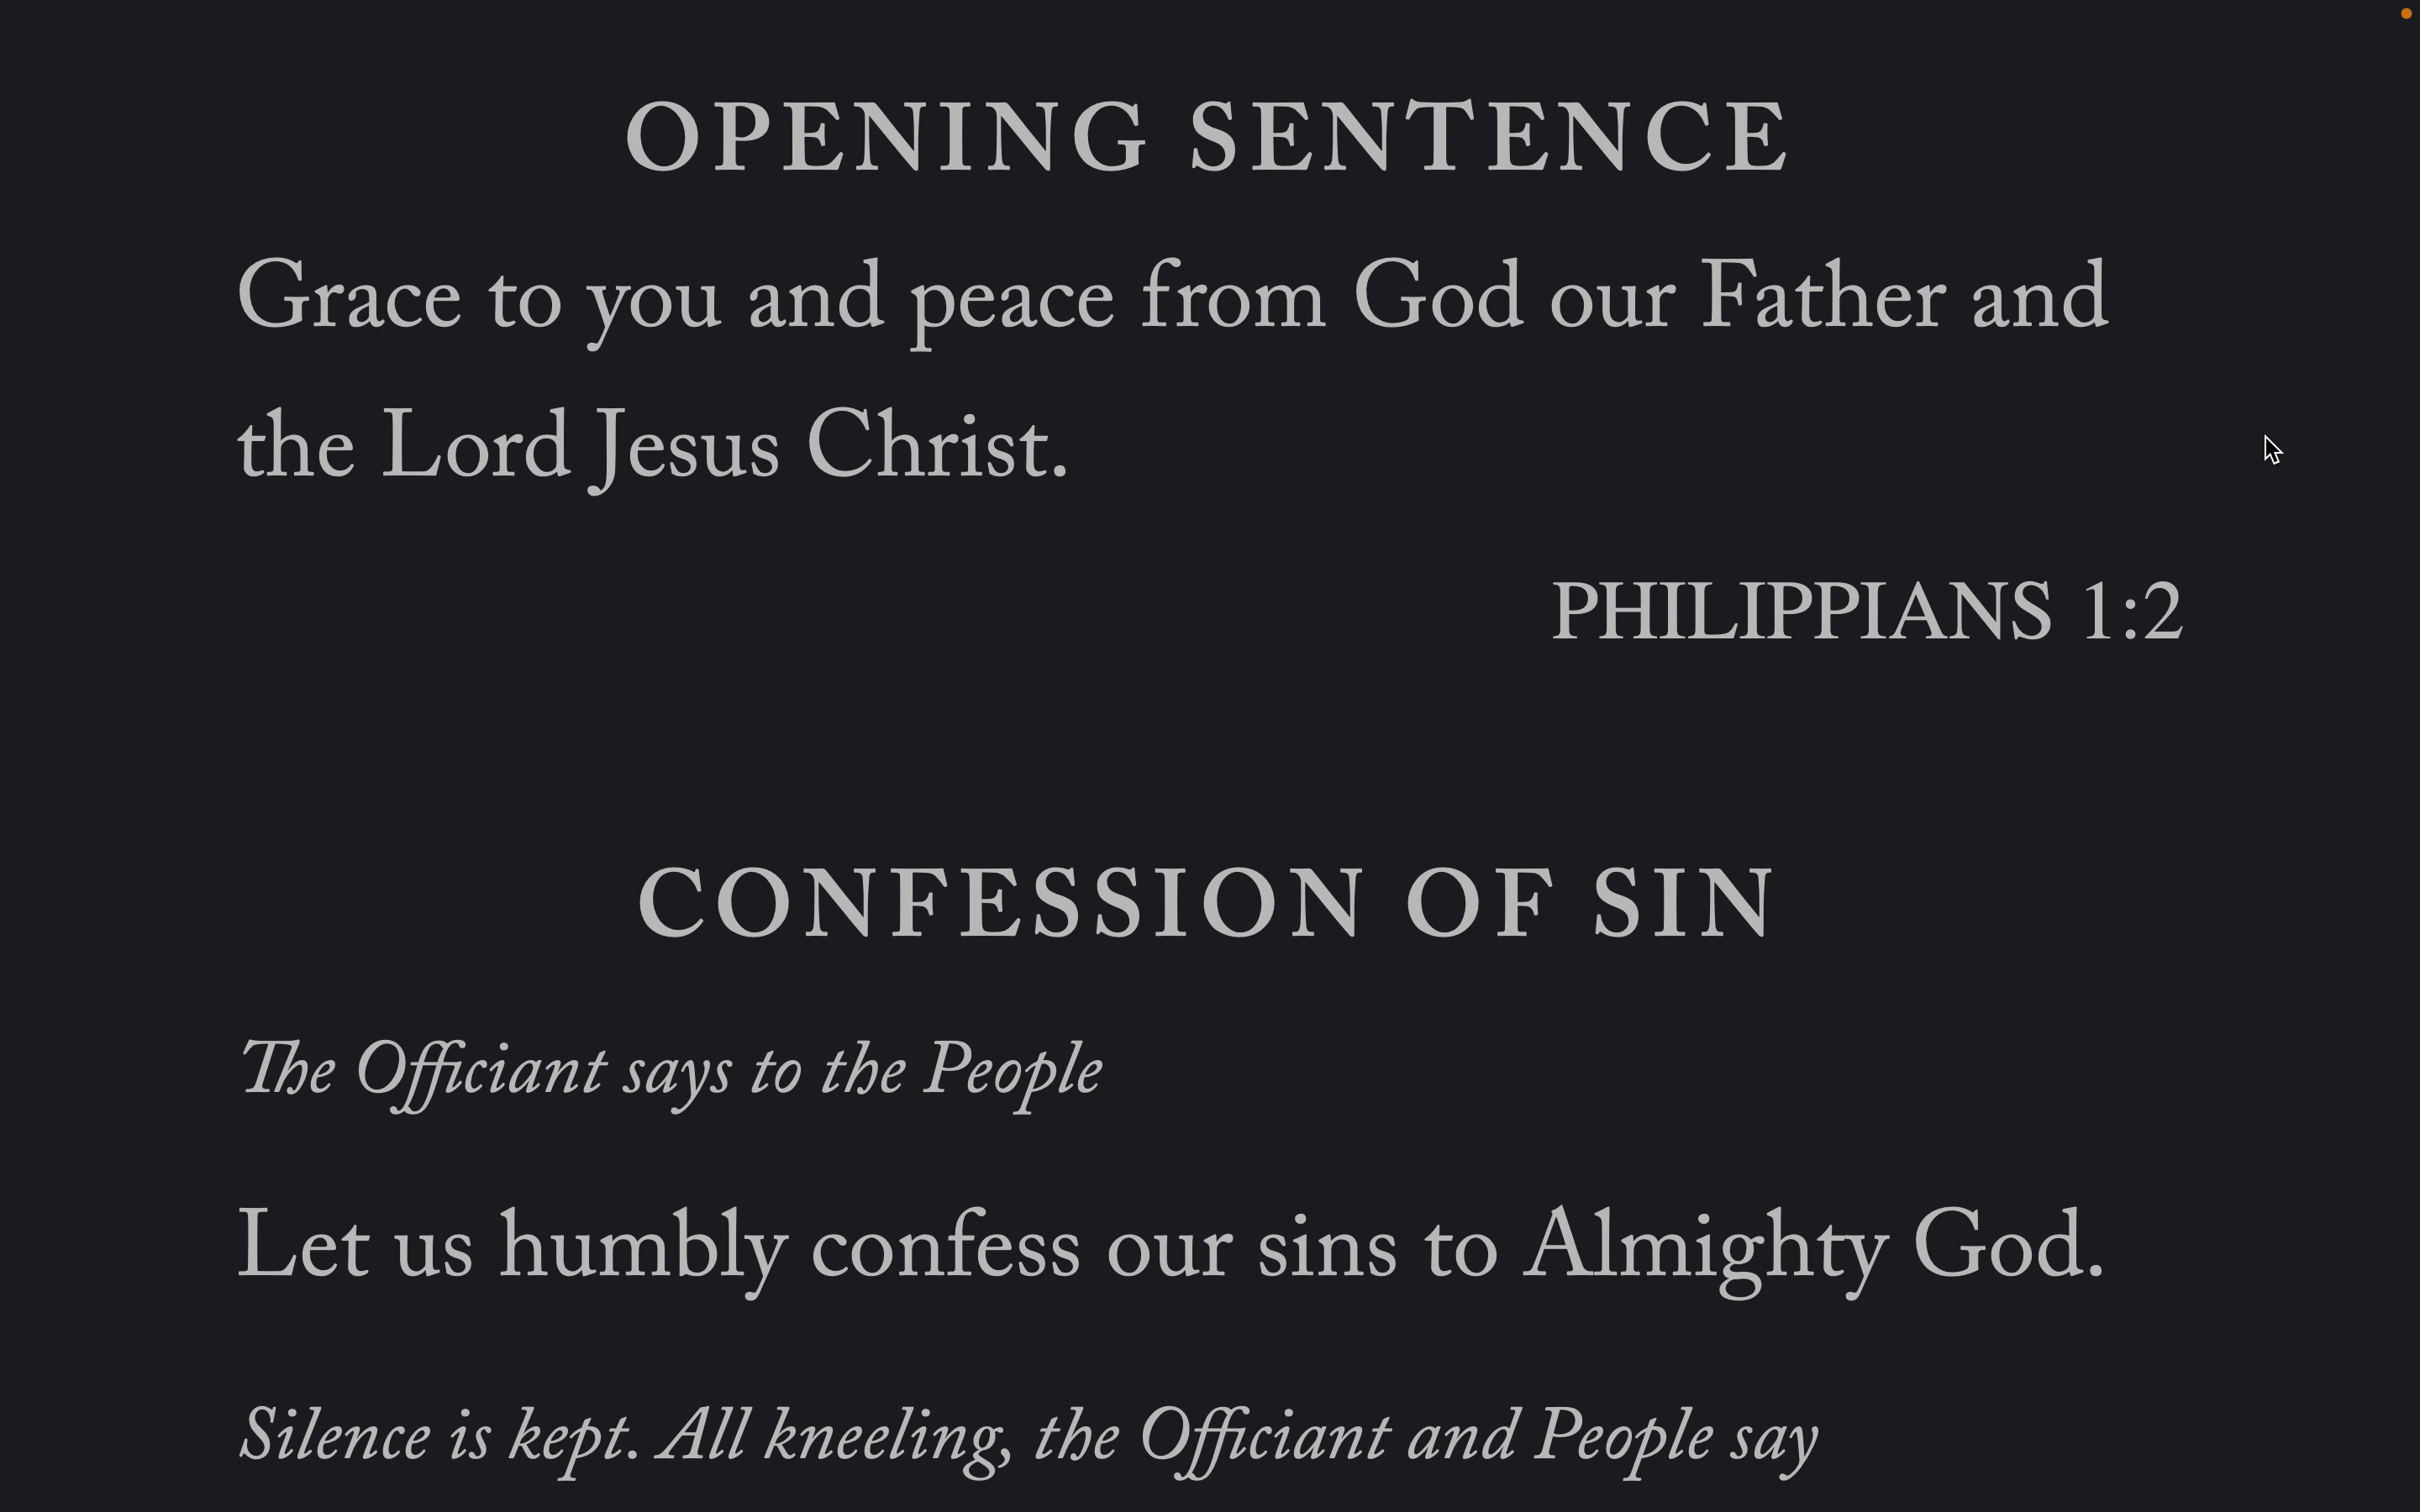 OPENING SENTENCE
Grace to you and peace from God our Father and
the Lord Jesus Christ.
PHILIPPIANS 1:2
CONFESSION OF SIN
The Officiant says to the People
Let us humbly confess our sins to Almighty God.
Silence is kept. All kneeling, the Officiant and People say